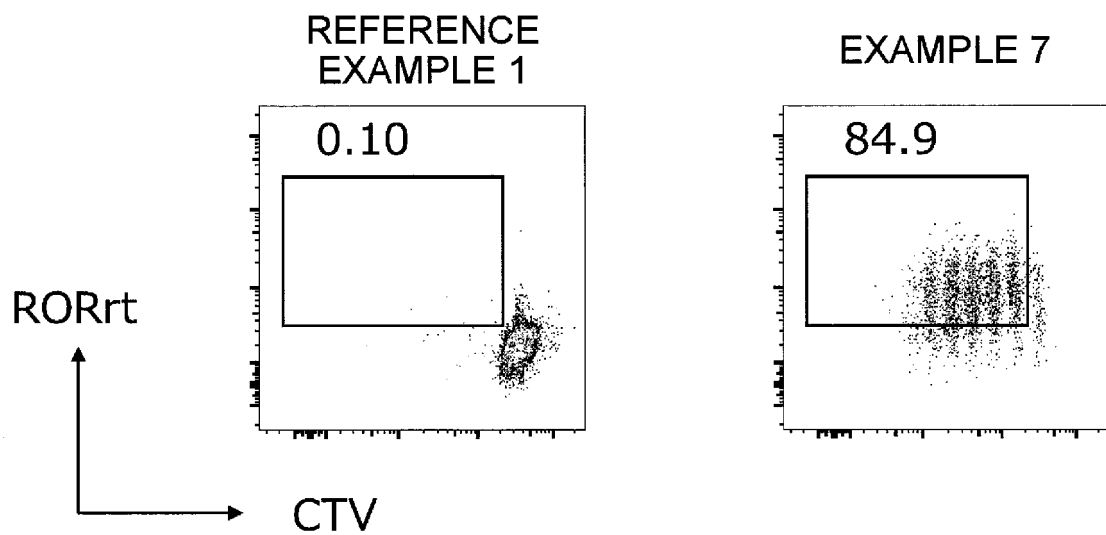 REFERENCE
EXAMPLE 1
EXAMPLE 7
0.10
84.9
RORrt
CTV